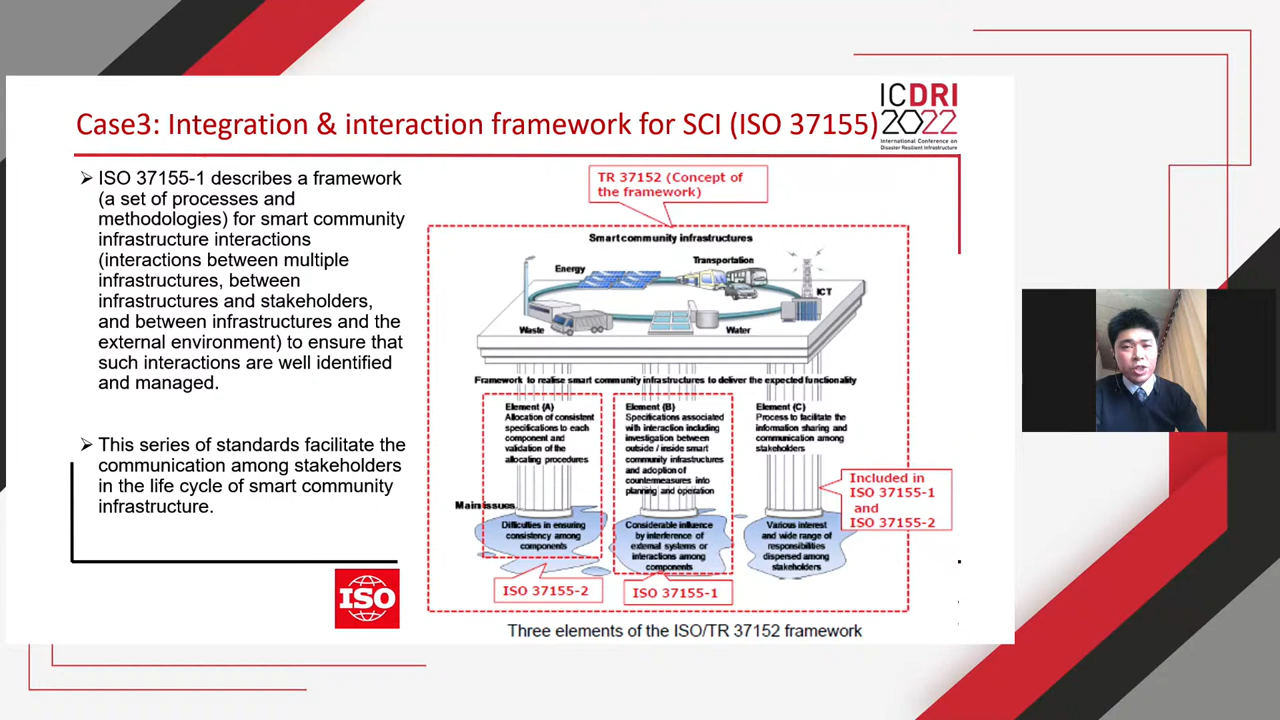 ICDRI
2022
International Conference on
Disaster Resilient Infrastructure
Case3: Integration & interaction framework for SCI (ISO 37155)
ISO 37155-1 describes a framework
(a set of processes and
methodologies) for smart community
infrastructure interactions
(interactions between multiple
infrastructures, between
infrastructures and stakeholders,
and between infrastructures and the
external environment) to ensure that
such interactions are well identified
and managed.
This series of standards facilitate the
communication among stakeholders
in the life cycle of smart community
infrastructure.
ISO
TR 37152 (Concept of
the framework)
Smart community infrastructures
Energy
Transportation
ICT
Waste
Water
Framework to realise smart community infrastructures to deliver the expected functionality
Element (A)
Allocation of consistent
specifications to each
component and
validation of the
allocating procedures
Element (B)
Specifications associated
with interaction including
investigation between
outside / inside smart
community infrastructures
and adoption of
countermeasures into
planning and operation
Element (C)
Process to facilitate the
information sharing and
communication among
stakeholders
Included in
ISO 37155-1
and
ISO 37155-2
Main issues
Difficulties in ensuring
consistency among
components
Considerable influence
by interference of
external systems or
interactions among
components
Various interest
and wide range of
responsibilities
dispersed among
stakeholders
ISO 37155-2
ISO 37155-1
Three elements of the ISO/TR 37152 framework